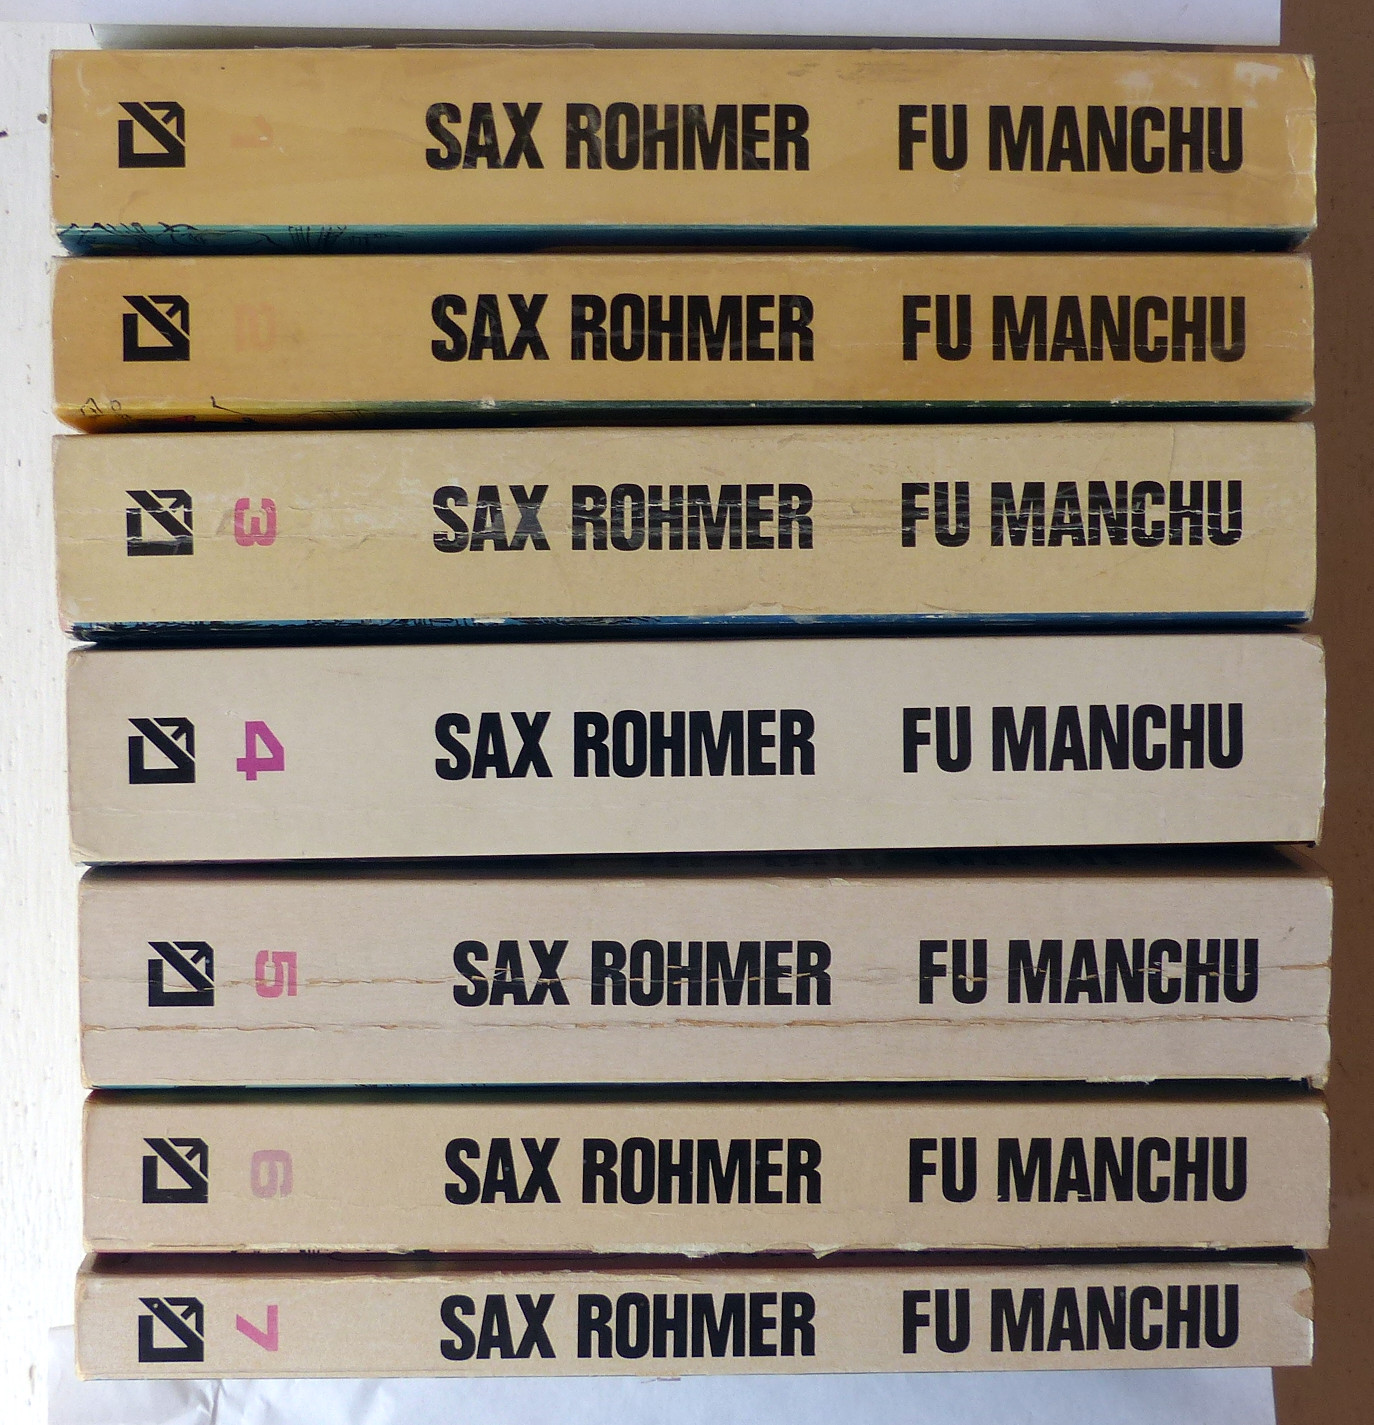 1 SAX ROHMER FU MANCHU
SAX ROHMER FU MANCHU
3 SAX ROHMER FU MANCHU
4 SAX ROHMER FU MANCHU
5 SAX ROHMER FU MANCHU
6 SAX ROHMER FU MANCHU
7 SAX ROHMER FU MANCHU